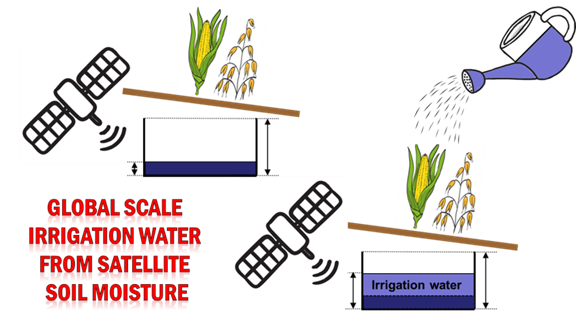 GLOBAL SCALE
IRRIGATION WATER
FROM SATELLITE
SOIL MOISTURE
Irrigation water